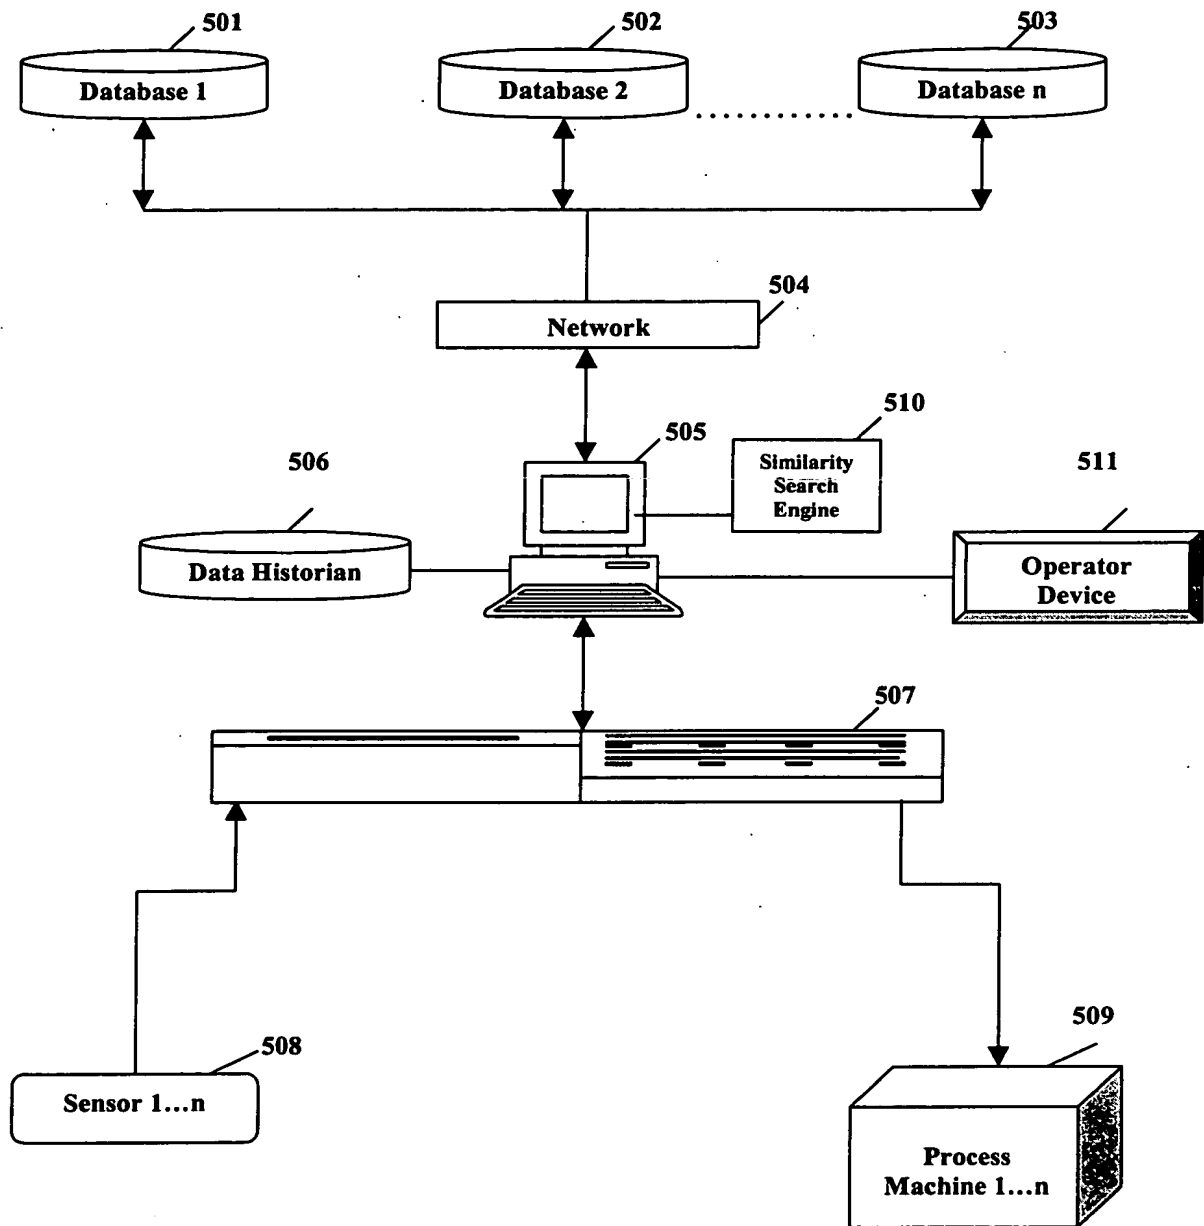 501
502
503
Database 1
Database 2
Database n
504
Network
505
510
506
511
Similarity
Search
Engine
Data Historian
Operator
Device
507
508
509
Sensor 1...n
Process
Machine 1...n